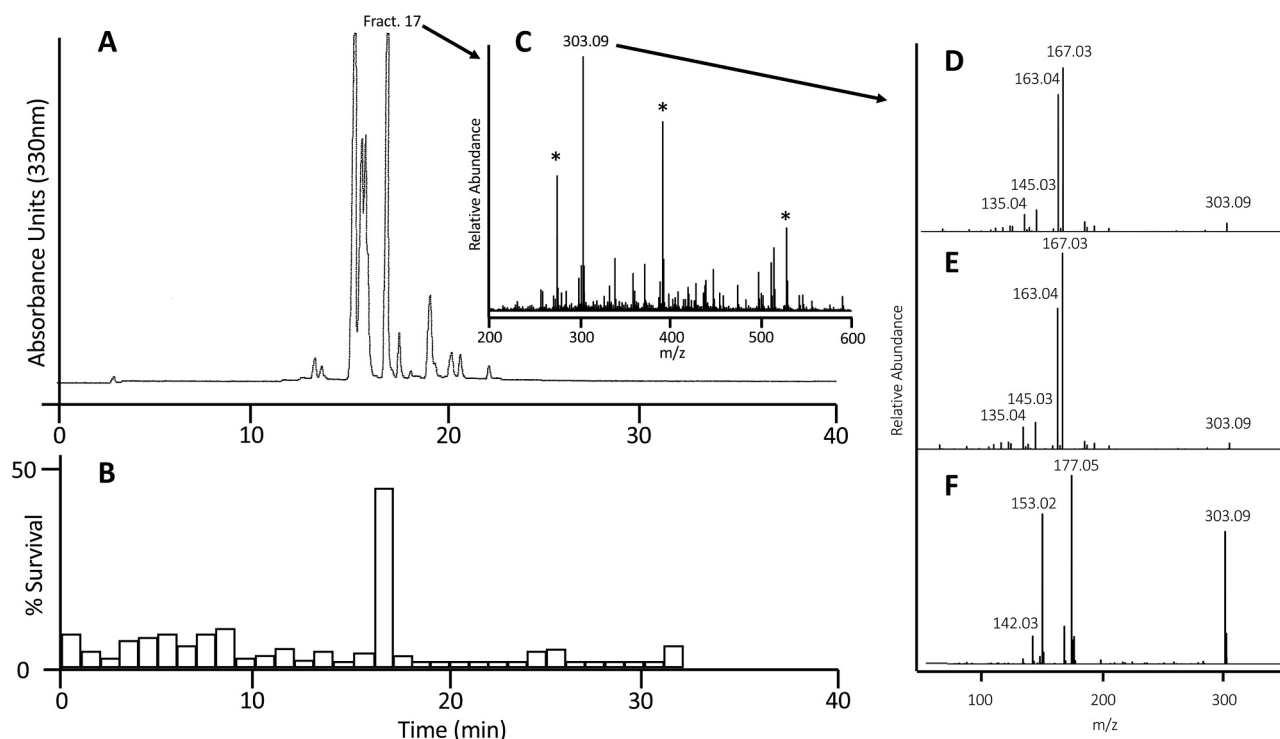 A
Fract. 17
Absorbance Units (330nm)
0
10
20
30
40
C
303.09
*
*
*
Relative Abundance
200
300
400
500
600
m/z
B
50
0
% Survival
0
10
20
30
40
Time (min)
D
167.03
163.04
145.03
135.04
303.09
E
167.03
163.04
145.03
135.04
303.09
Relative Abundance
F
177.05
153.02
303.09
142.03
100
200
300
m/z